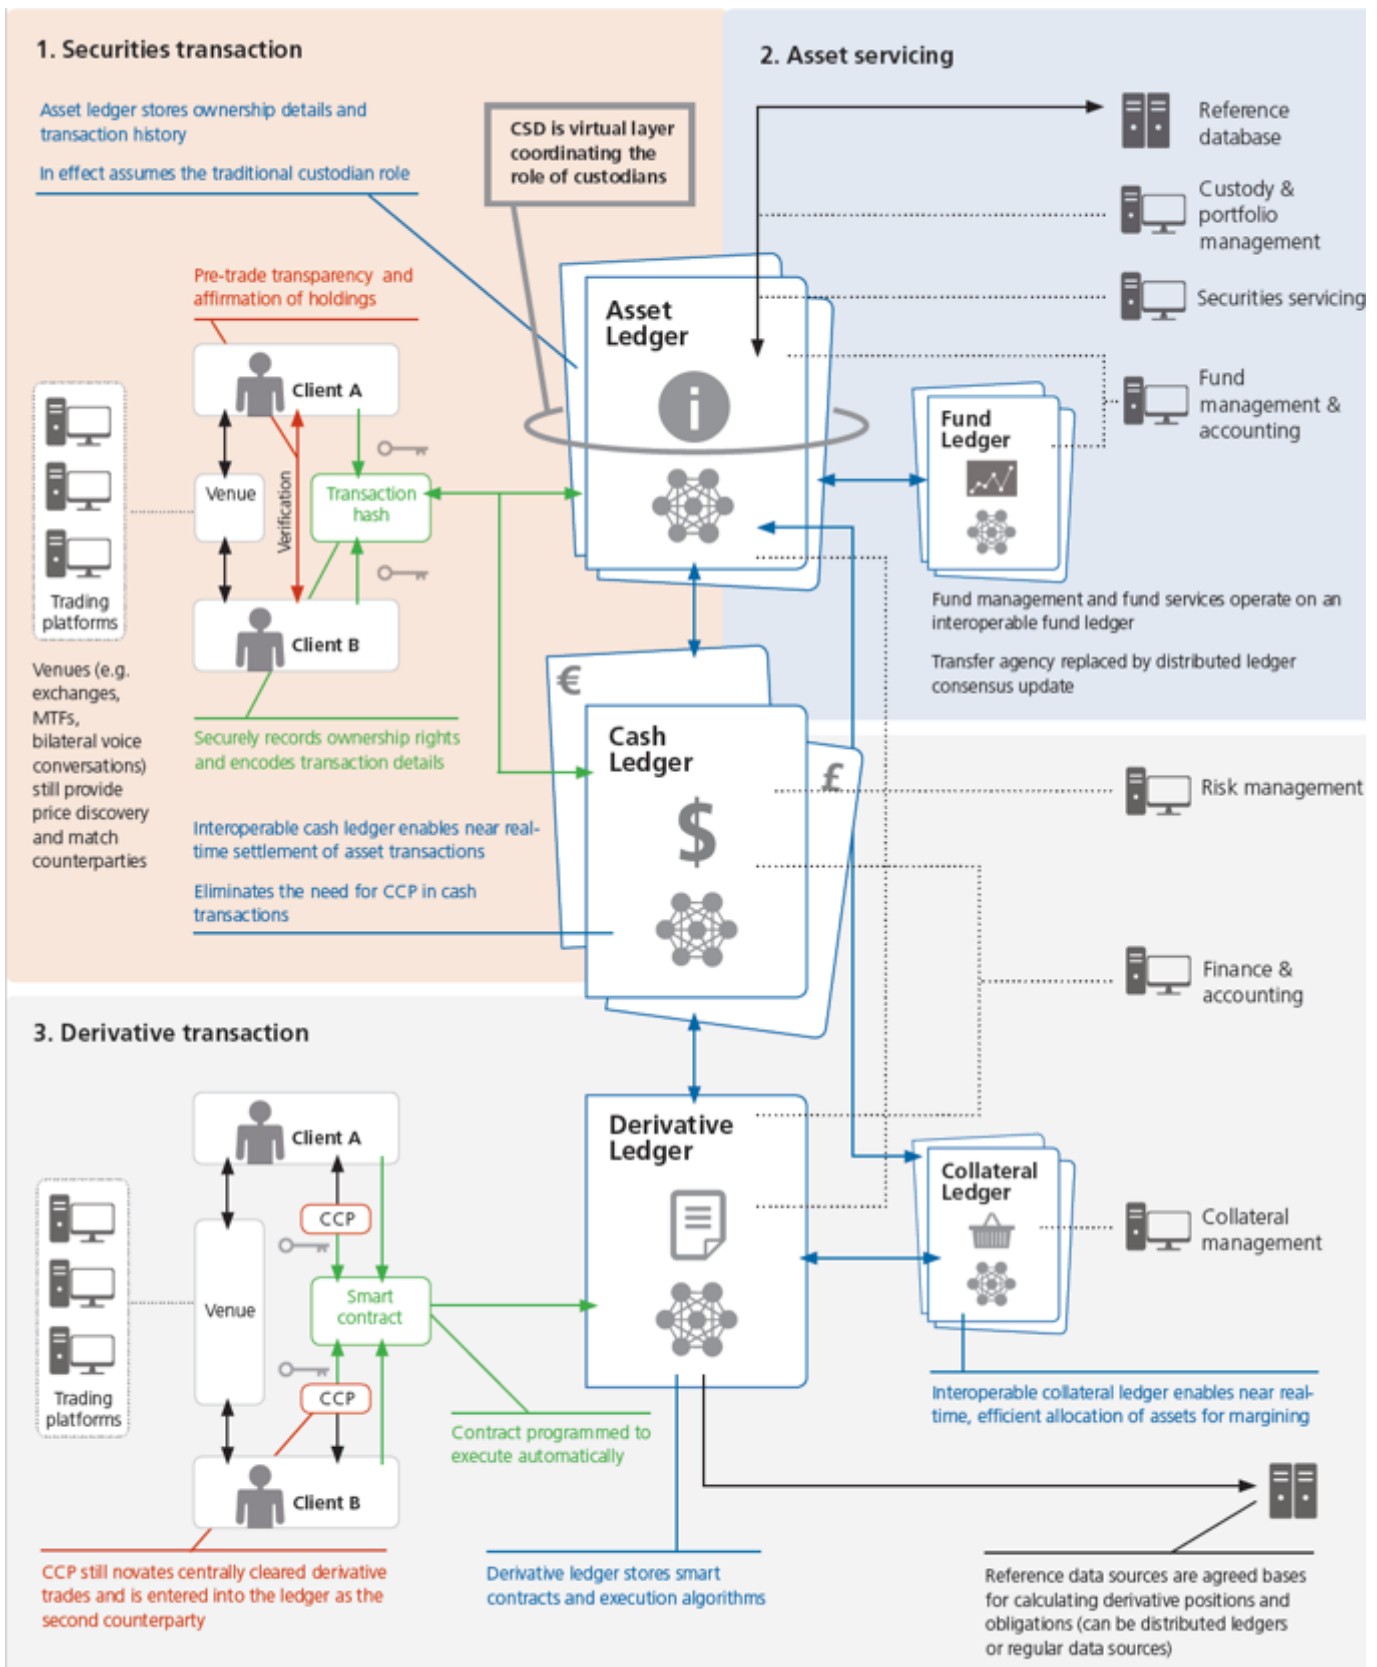 1. Securities transaction
Asset ledger stores ownership details and
transaction history
In effect assumes the traditional custodian role
CSD is virtual layer
coordinating the
role of custodians
Pre-trade transparency and
affirmation of holdings
Client A
Venue
Verification
Transaction
hash
Client B
Trading
platforms
Venues (e.g.
exchanges,
MTFs,
bilateral voice
conversations)
still provide
price discovery
and match
counterparties
Securely records ownership rights
and encodes transaction details
Interoperable cash ledger enables near real-
time settlement of asset transactions
Eliminates the need for CCP in cash
transactions
Asset
Ledger
i
€
Cash
Ledger
£
$
2. Asset servicing
Reference
database
Custody &
portfolio
management
Securities servicing
Fund
management &
accounting
Fund
Ledger
Fund management and fund services operate on an
interoperable fund ledger
Transfer agency replaced by distributed ledger
consensus update
Risk management
Finance &
accounting
3. Derivative transaction
Client A
CCP
Smart
contract
Venue
CCP
Client B
Trading
platforms
Contract programmed to
execute automatically
CCP still novates centrally cleared derivative
trades and is entered into the ledger as the
second counterparty
Derivative
Ledger
Derivative ledger stores smart
contracts and execution algorithms
Collateral
Ledger
Collateral
management
Interoperable collateral ledger enables near real-
time, efficient allocation of assets for margining
Reference data sources are agreed bases
for calculating derivative positions and
obligations (can be distributed ledgers
or regular data sources)